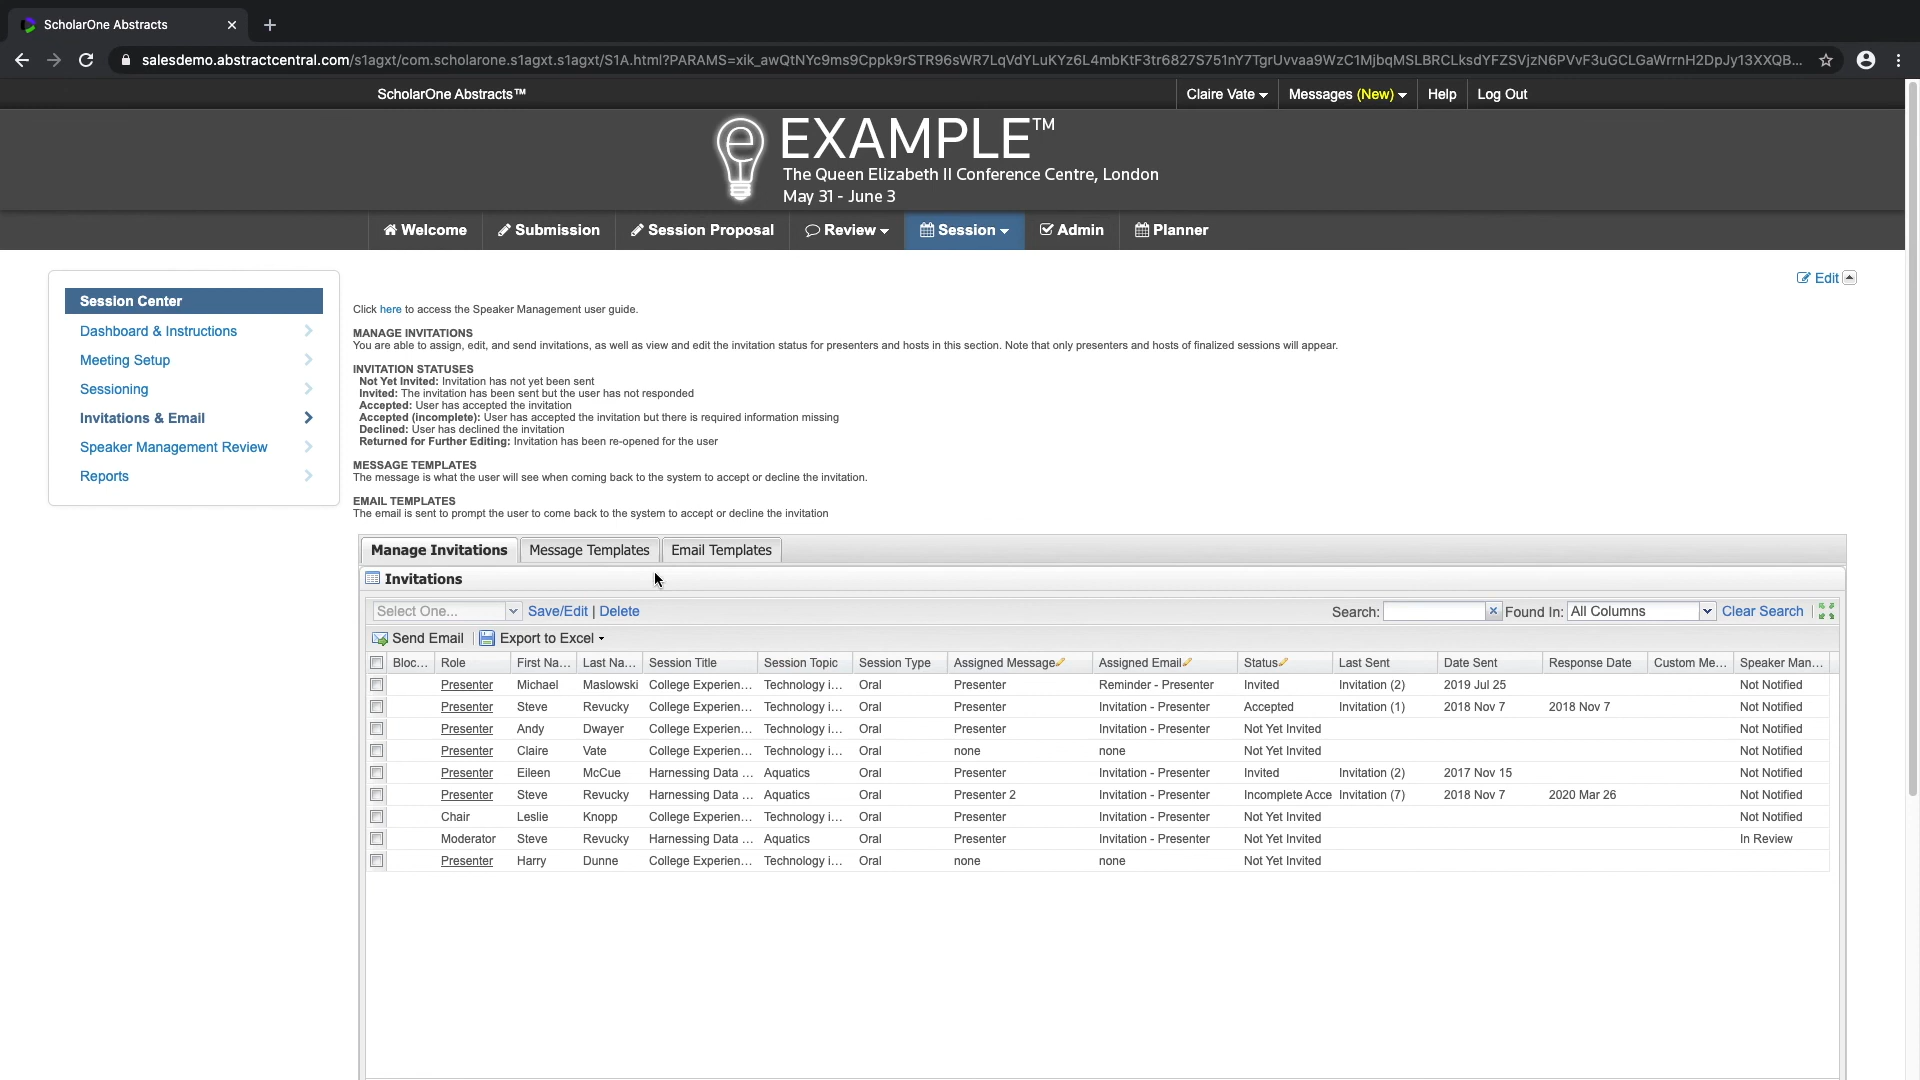 ScholarOne Abstracts
salesdemo.abstractcentral.com/s1agxt/com.scholarone.s1agxt.s1agxt/S1A.html?PARAMS=xik_awQtNYc9ms9Cppk9rSTR96sWR7LqVdYLuKYz6L4mbKtF3tr6827S751nY7TgrUvvaa9WzC1MjbqMSLBRCLksdYFZSVjzN6PVvF3uGCLGaWrrnH2DpJy13XXQB...
ScholarOne Abstracts™ Claire Vate Messages (New) Help Log Out
EXAMPLE™
The Queen Elizabeth II Conference Centre, London
May 31 - June 3
Welcome Submission Session Proposal Review Session Admin Planner
Edit
Session Center
Dashboard & Instructions
Meeting Setup
Sessioning
Invitations & Email
Speaker Management Review
Reports
Click here to access the Speaker Management user guide.
MANAGE INVITATIONS
You are able to assign, edit, and send invitations, as well as view and edit the invitation status for presenters and hosts in this section. Note that only presenters and hosts of finalized sessions will appear.
INVITATION STATUSES
Not Yet Invited: Invitation has not yet been sent
Invited: The invitation has been sent but the user has not responded
Accepted: User has accepted the invitation
Accepted (incomplete): User has accepted the invitation but there is required information missing
Declined: User has declined the invitation
Returned for Further Editing: Invitation has been re-opened for the user
MESSAGE TEMPLATES
The message is what the user will see when coming back to the system to accept or decline the invitation.
EMAIL TEMPLATES
The email is sent to prompt the user to come back to the system to accept or decline the invitation
Manage Invitations Message Templates Email Templates
Invitations
Select One... Save/Edit | Delete Search: Found In: All Columns Clear Search
Send Email Export to Excel
Bloc... Role First Na... Last Na... Session Title Session Topic Session Type Assigned Message Assigned Email Status Last Sent Date Sent Response Date Custom Me... Speaker Man...
Presenter Michael Maslowski College Experien... Technology i... Oral Presenter Reminder - Presenter Invited Invitation (2) 2019 Jul 25 Not Notified
Presenter Steve Revucky College Experien... Technology i... Oral Presenter Invitation - Presenter Accepted Invitation (1) 2018 Nov 7 2018 Nov 7 Not Notified
Presenter Andy Dwayer College Experien... Technology i... Oral Presenter Invitation - Presenter Not Yet Invited Not Notified
Presenter Claire Vate College Experien... Technology i... Oral none none Not Yet Invited Not Notified
Presenter Eileen McCue Harnessing Data ... Aquatics Oral Presenter Invitation - Presenter Invited Invitation (2) 2017 Nov 15 Not Notified
Presenter Steve Revucky Harnessing Data ... Aquatics Oral Presenter 2 Invitation - Presenter Incomplete Acce Invitation (7) 2018 Nov 7 2020 Mar 26 Not Notified
Chair Leslie Knopp College Experien... Technology i... Oral Presenter Invitation - Presenter Not Yet Invited Not Notified
Moderator Steve Revucky Harnessing Data ... Aquatics Oral Presenter Invitation - Presenter Not Yet Invited In Review
Presenter Harry Dunne College Experien... Technology i... Oral none none Not Yet Invited